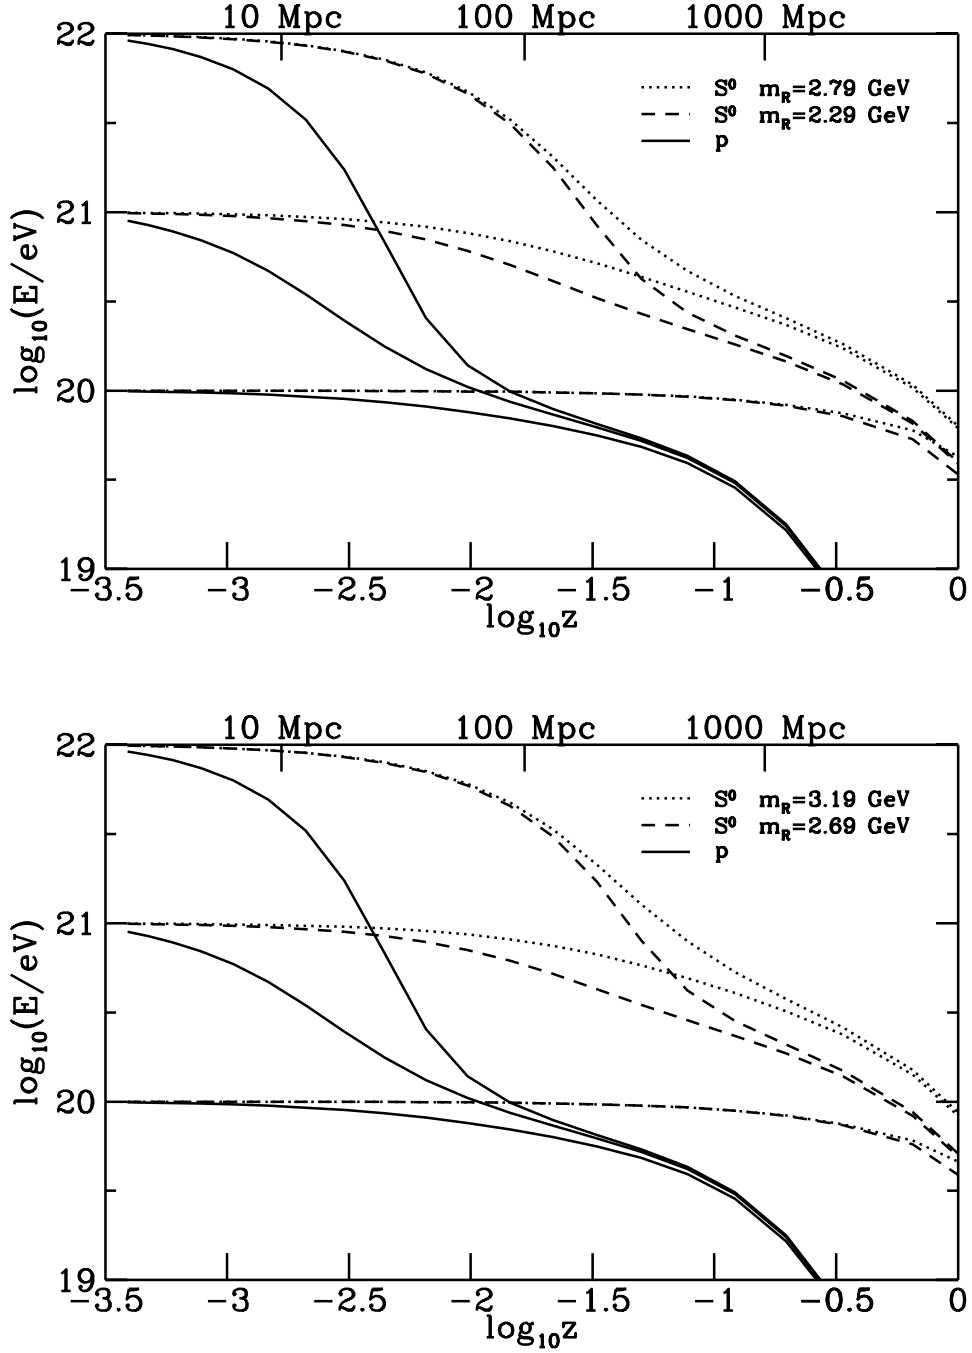 10 Mpc 100 Mpc 1000 Mpc
22
S⁰ m_R=2.79 GeV
S⁰ m_R=2.29 GeV
p
21
log₁₀(E/eV)
20
19
-3.5 -3 -2.5 -2 -1.5 -1 -0.5 0
log₁₀z
10 Mpc 100 Mpc 1000 Mpc
22
S⁰ m_R=3.19 GeV
S⁰ m_R=2.69 GeV
p
21
log₁₀(E/eV)
20
19
-3.5 -3 -2.5 -2 -1.5 -1 -0.5 0
log₁₀z